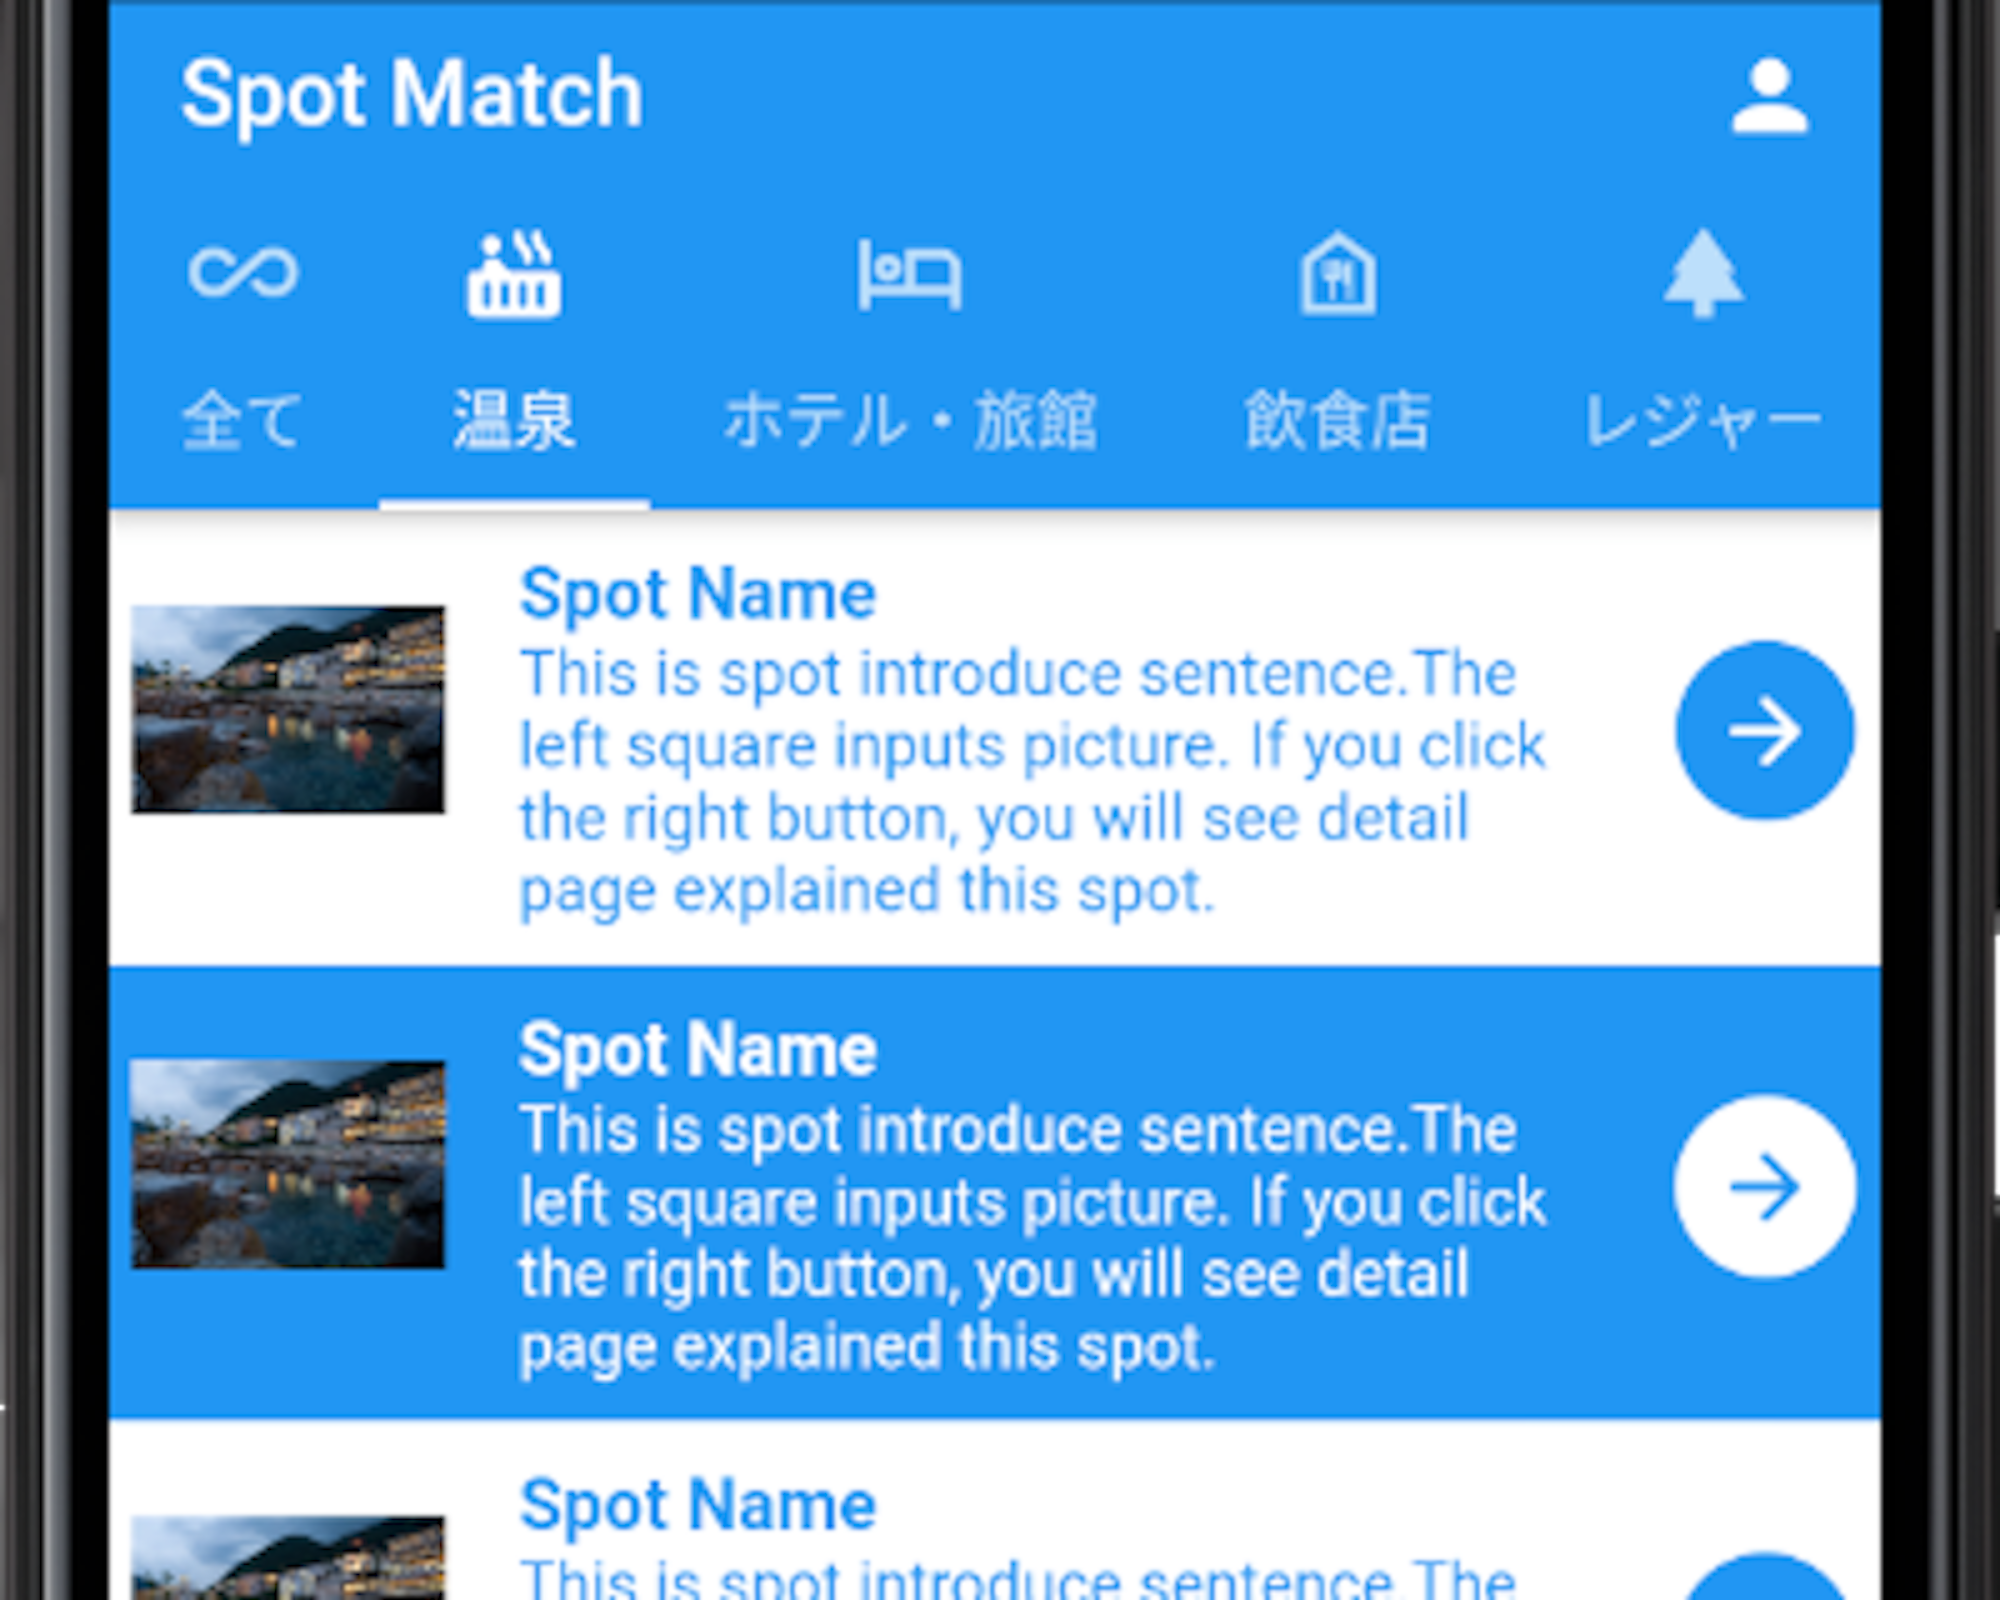 Spot Match
全て 温泉 ホテル・旅館 飲食店 レジャー
Spot Name
This is spot introduce sentence.The
left square inputs picture. If you click
the right button, you will see detail
page explained this spot.
Spot Name
This is spot introduce sentence.The
left square inputs picture. If you click
the right button, you will see detail
page explained this spot.
Spot Name
This is spot introduce sentence.The